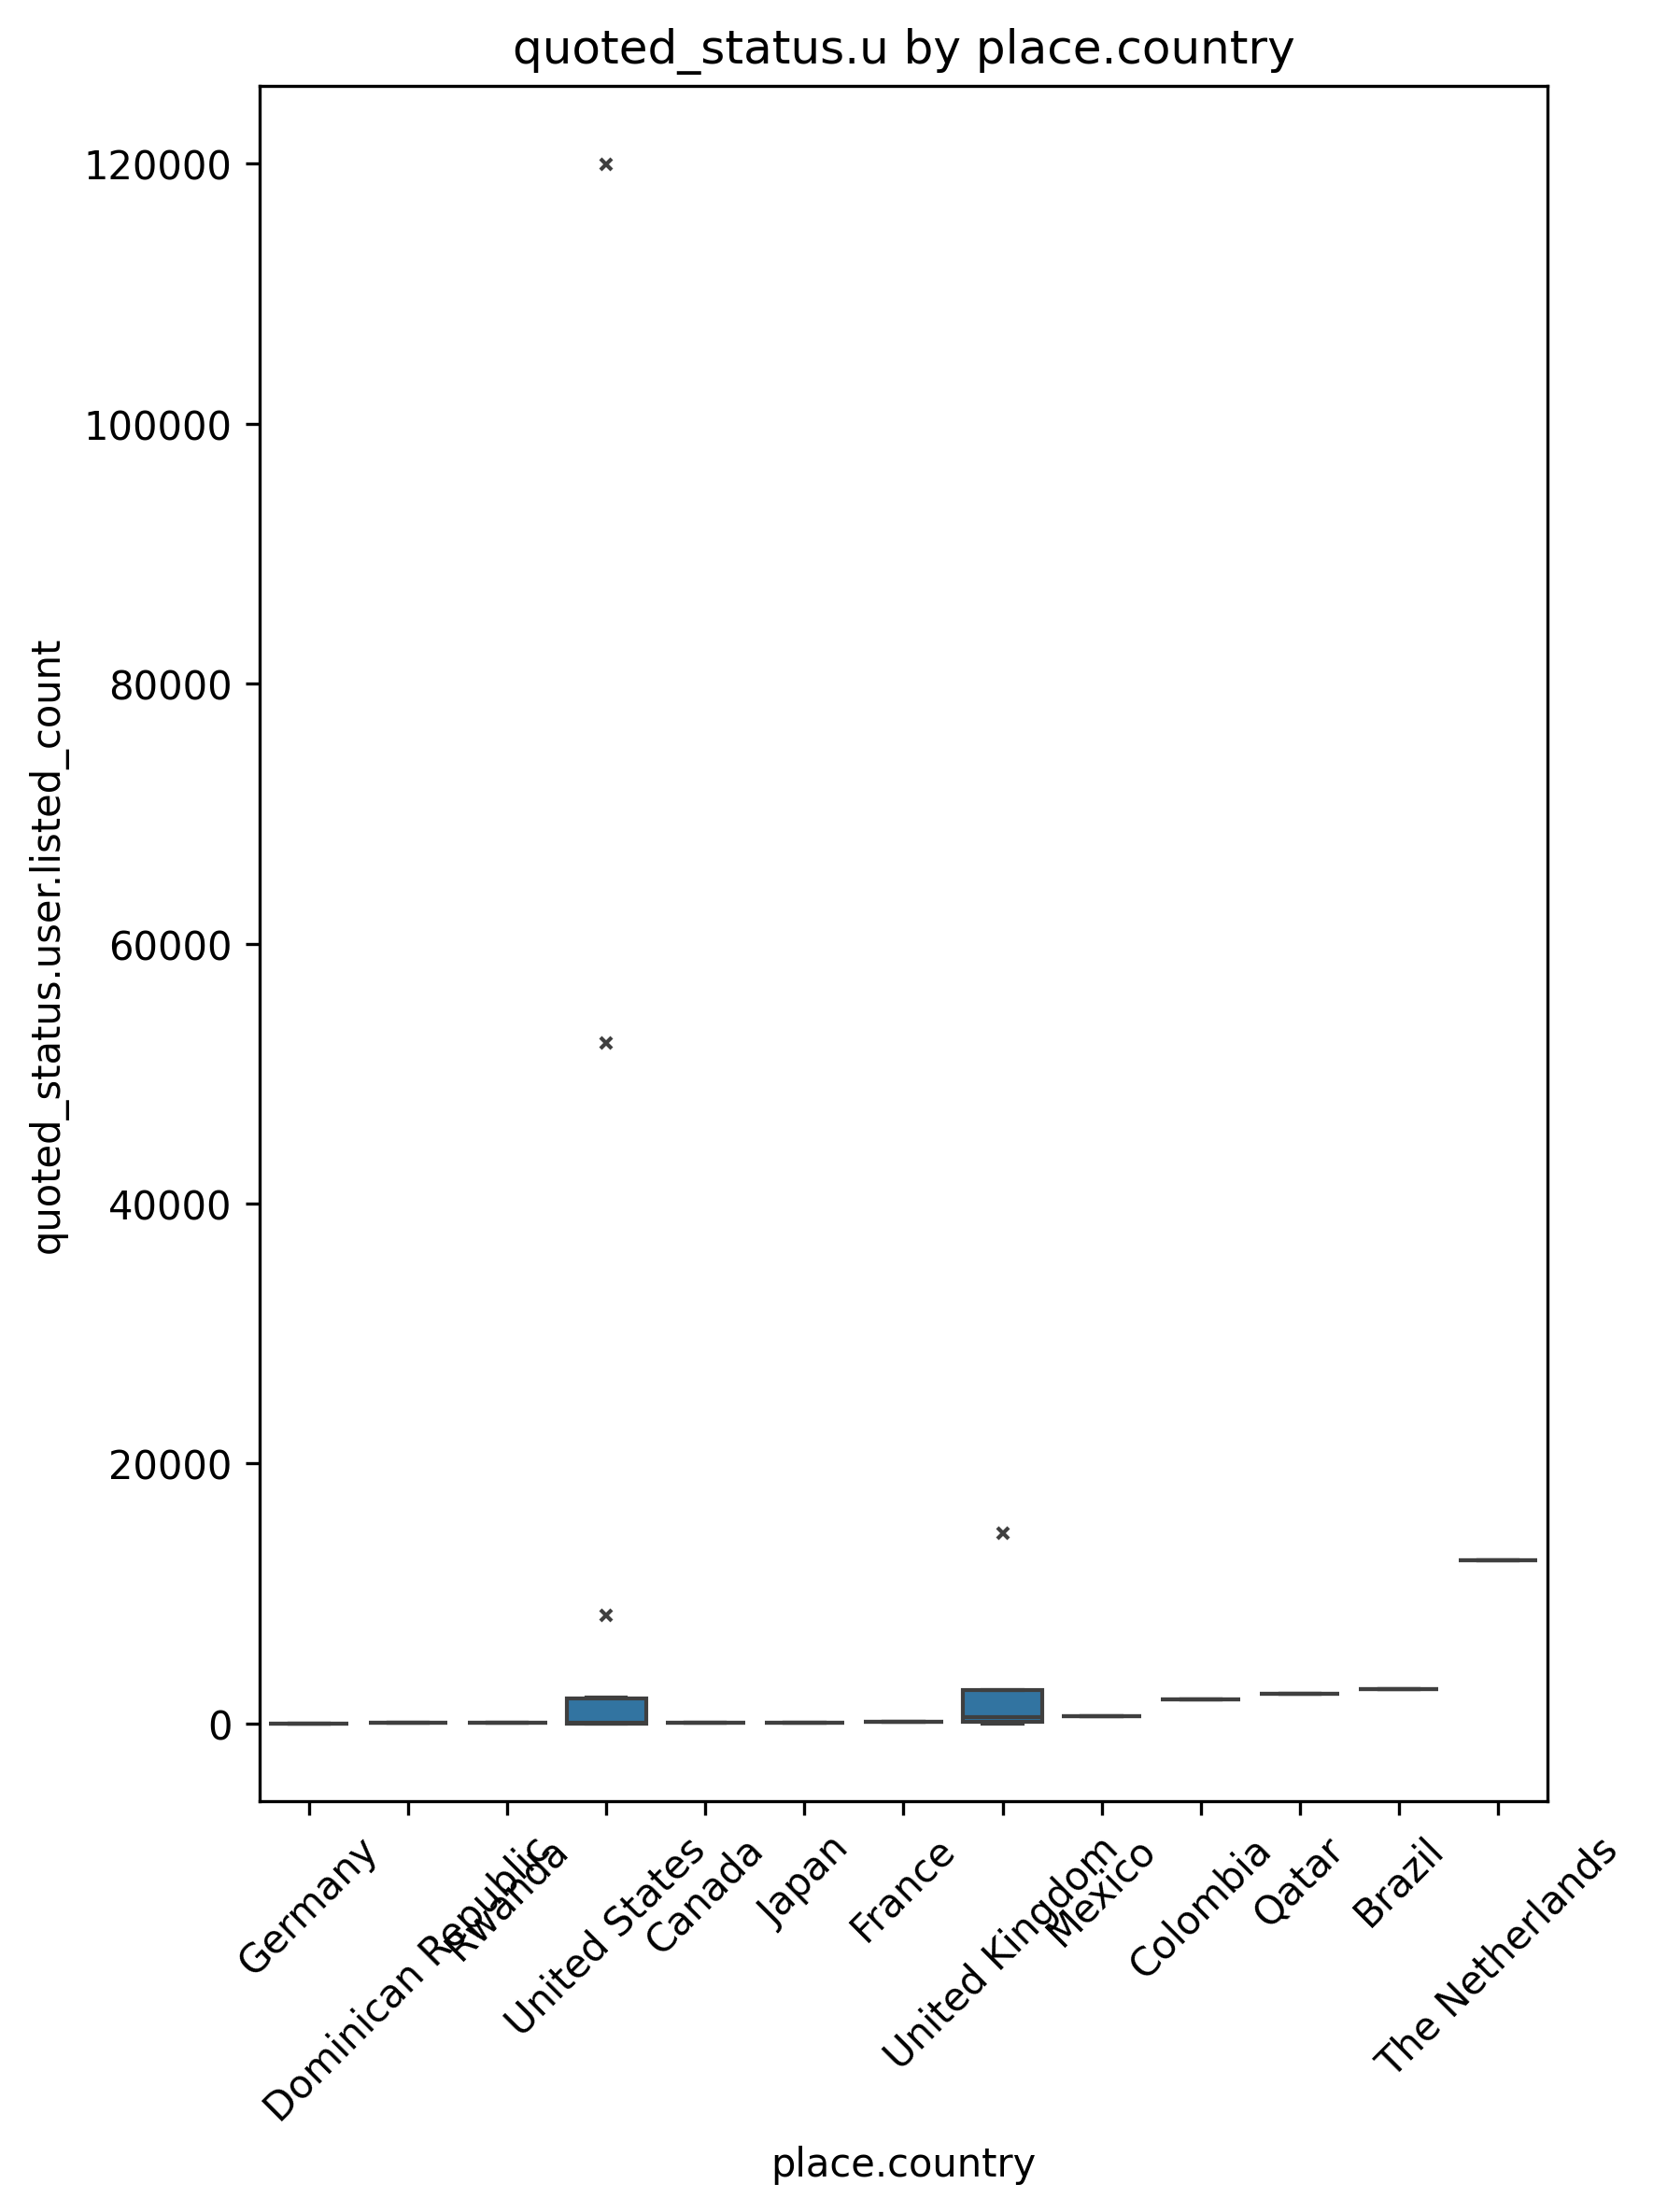 quoted_status.u by place.country
quoted_status.user.listed_count
120000
100000
80000
60000
40000
20000
0
Germany
Dominican Republic
Rwanda
United States
Canada
Japan
France
United Kingdom
Mexico
Colombia
Qatar
Brazil
The Netherlands
place.country